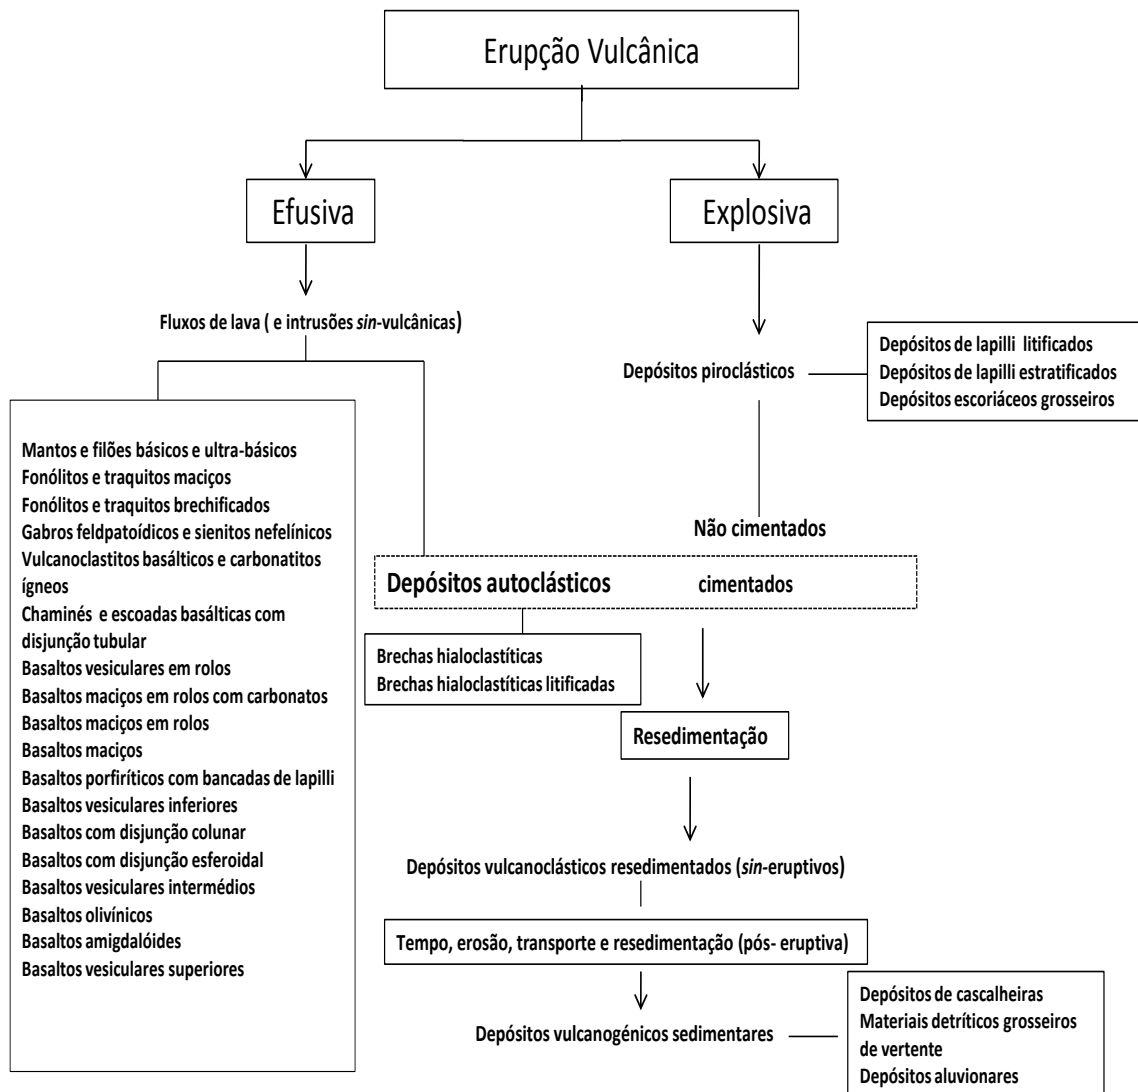 Erupção Vulcânica
Efusiva
Explosiva
Fluxos de lava ( e intrusões sin-vulcânicas)
Depósitos piroclásticos
Depósitos de lapilli litificados
Depósitos de lapilli estratificados
Depósitos escoriáceos grosseiros
Mantos e filões básicos e ultra-básicos
Fonólitos e traquitos maciços
Fonólitos e traquitos brechificados
Gabros feldpatoídicos e sienitos nefelínicos
Vulcanoclastitos basálticos e carbonatitos
ígneos
Chaminés e escoadas basálticas com
disjunção tubular
Basaltos vesiculares em rolos
Basaltos maciços em rolos com carbonatos
Basaltos maciços em rolos
Basaltos maciços
Basaltos porfiríticos com bancadas de lapilli
Basaltos vesiculares inferiores
Basaltos com disjunção colunar
Basaltos com disjunção esferoidal
Basaltos vesiculares intermédios
Basaltos olivínicos
Basaltos amigdalóides
Basaltos vesiculares superiores
Não cimentados
Depósitos autoclásticos cimentados
Brechas hialoclastíticas
Brechas hialoclastíticas litificadas
Resedimentação
Depósitos vulcanoclásticos resedimentados (sin-eruptivos)
Tempo, erosão, transporte e resedimentação (pós- eruptiva)
Depósitos vulcanogénicos sedimentares
Depósitos de cascalheiras
Materiais detríticos grosseiros
de vertente
Depósitos aluvionares